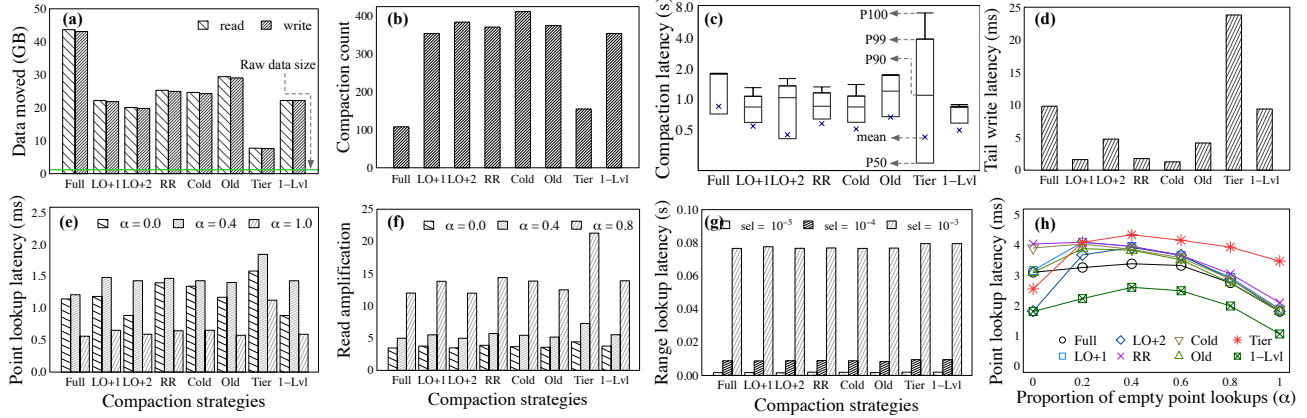 (a)
read
write
Raw data size
Data moved (GB)
50
40
30
20
10
0
Full LO+1 LO+2 RR Cold Old Tier 1–Lvl
(b)
Compaction count
400
300
200
100
0
Full LO+1 LO+2 RR Cold Old Tier 1–Lvl
(c)
P100
P99
P90
mean
P50
Compaction latency (s)
8.0
4.0
2.0
1.0
0.5
Full LO+1 LO+2 RR Cold Old Tier 1–Lvl
(d)
Tail write latency (ms)
25
20
15
10
5
0
Full LO+1 LO+2 RR Cold Old Tier 1–Lvl
(e)
α = 0.0 α = 0.4 α = 1.0
Point lookup latency (ms)
2.5
2.0
1.5
1.0
0.5
0.0
Full LO+1 LO+2 RR Cold Old Tier 1–Lvl
Compaction strategies
(f)
α = 0.0 α = 0.4 α = 0.8
Read amplification
25
20
15
10
5
0
Full LO+1 LO+2 RR Cold Old Tier 1–Lvl
Compaction strategies
(g)
sel = 10⁻⁵ sel = 10⁻⁴ sel = 10⁻³
Range lookup latency (s)
0.10
0.08
0.06
0.04
0.02
0.00
Full LO+1 LO+2 RR Cold Old Tier 1–Lvl
Compaction strategies
(h)
Point lookup latency (ms)
5
4
3
2
1
0
Full LO+2 Cold Tier
LO+1 RR Old 1–Lvl
0 0.2 0.4 0.6 0.8 1
Proportion of empty point lookups (α)